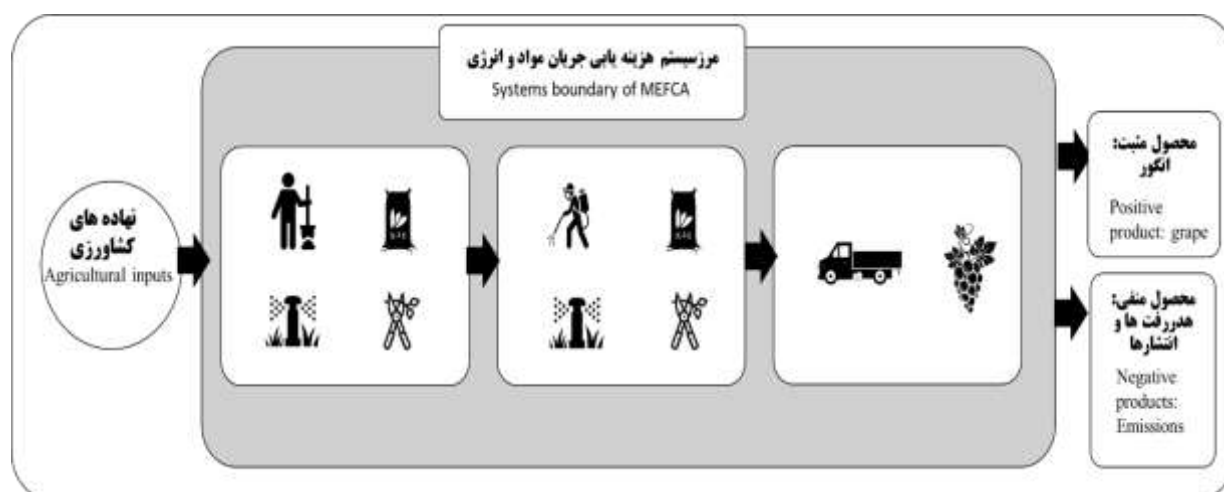 مرزسیستم هزینه یابی جریان مواد و انرژی
Systems boundary of MEFCA
نهاده های
کشاورزی
Agricultural inputs
محصول مثبت:
انگور
Positive
product: grape
محصول منفی:
هدررفت ها و
انتشارها
Negative
products:
Emissions